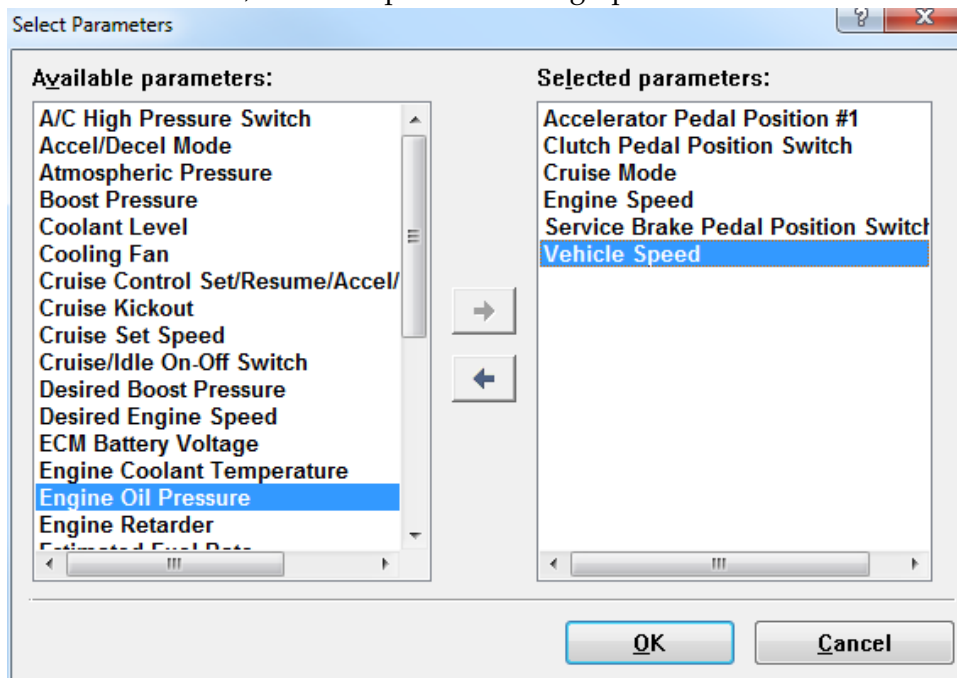 Select Parameters
Available parameters:
A/C High Pressure Switch
Accel/Decel Mode
Atmospheric Pressure
Boost Pressure
Coolant Level
Cooling Fan
Cruise Control Set/Resume/Accel/
Cruise Kickout
Cruise Set Speed
Cruise/Idle On-Off Switch
Desired Boost Pressure
Desired Engine Speed
ECM Battery Voltage
Engine Coolant Temperature
Engine Oil Pressure
Engine Retarder
Estimated Fuel Rate
Selected parameters:
Accelerator Pedal Position #1
Clutch Pedal Position Switch
Cruise Mode
Engine Speed
Service Brake Pedal Position Switch
Vehicle Speed
OK
Cancel